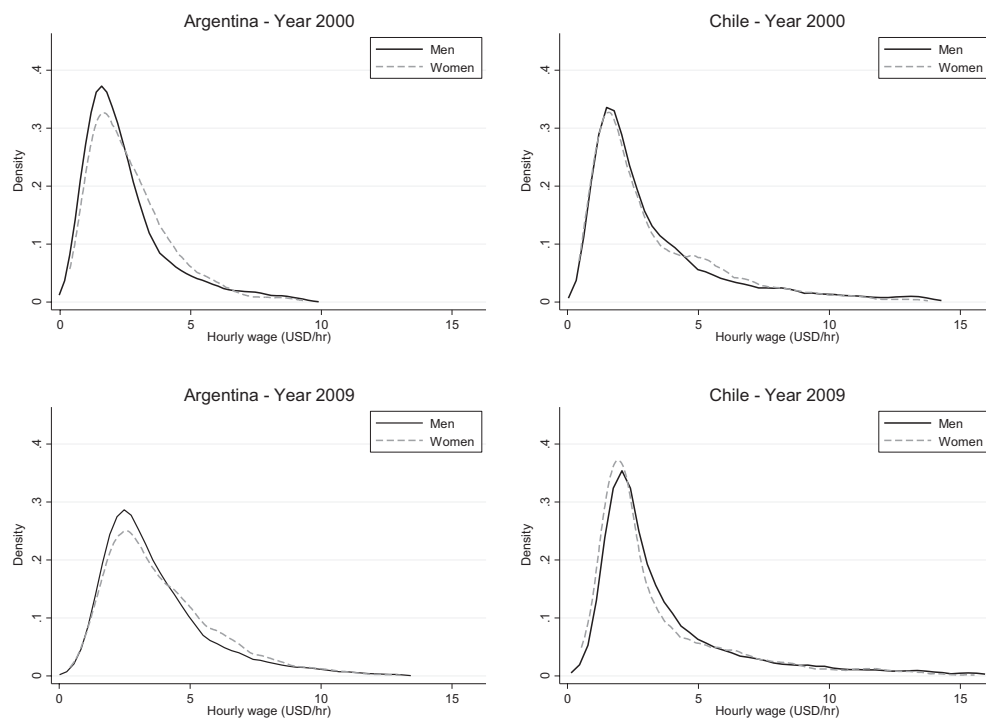 Argentina - Year 2000
Men
Women
Density
.4
.3
.2
.1
0
0 5 10 15
Hourly wage (USD/hr)
Chile - Year 2000
Men
Women
Density
.4
.3
.2
.1
0
0 5 10 15
Hourly wage (USD/hr)
Argentina - Year 2009
Men
Women
Density
.4
.3
.2
.1
0
0 5 10 15
Hourly wage (USD/hr)
Chile - Year 2009
Men
Women
Density
.4
.3
.2
.1
0
0 5 10 15
Hourly wage (USD/hr)